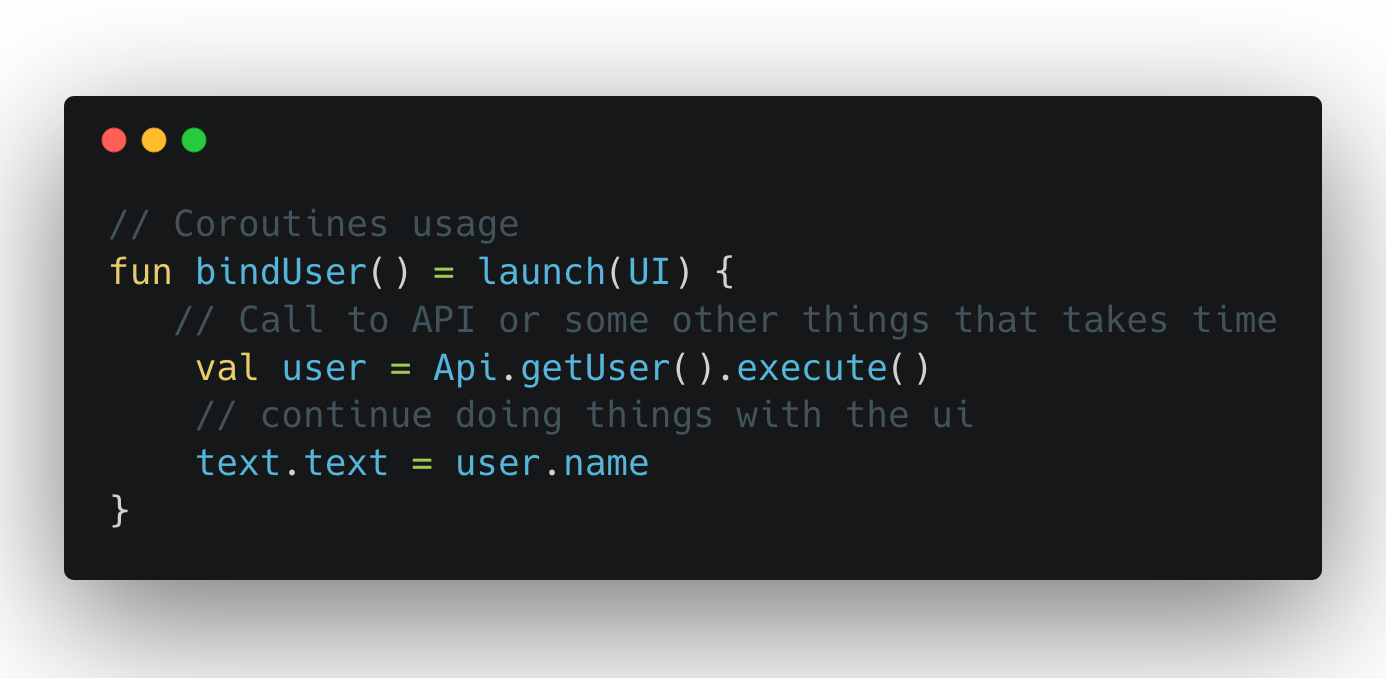 // Coroutines usage
fun bindUser() = launch(UI) {
   // Call to API or some other things that takes time
    val user = Api.getUser().execute()
    // continue doing things with the ui
    text.text = user.name
}